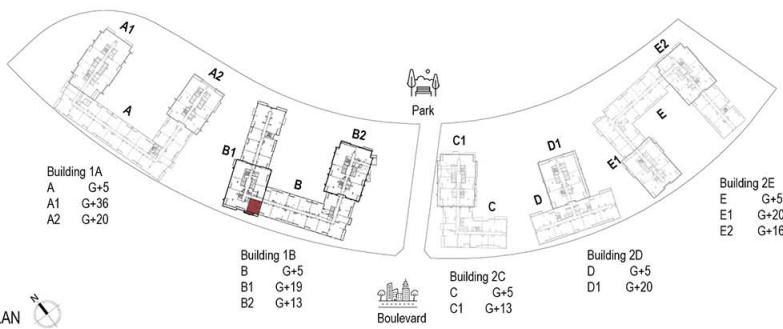 A1
A2
A
Park
E2
E
E1
B1
B2
B
C1
C
D1
D
Building 1A
A G+5
A1 G+36
A2 G+20
Building 1B
B G+5
B1 G+19
B2 G+13
Building 2C
C G+5
C1 G+13
Building 2D
D G+5
D1 G+20
Building 2E
E G+5
E1 G+20
E2 G+16
Boulevard
LAN
N